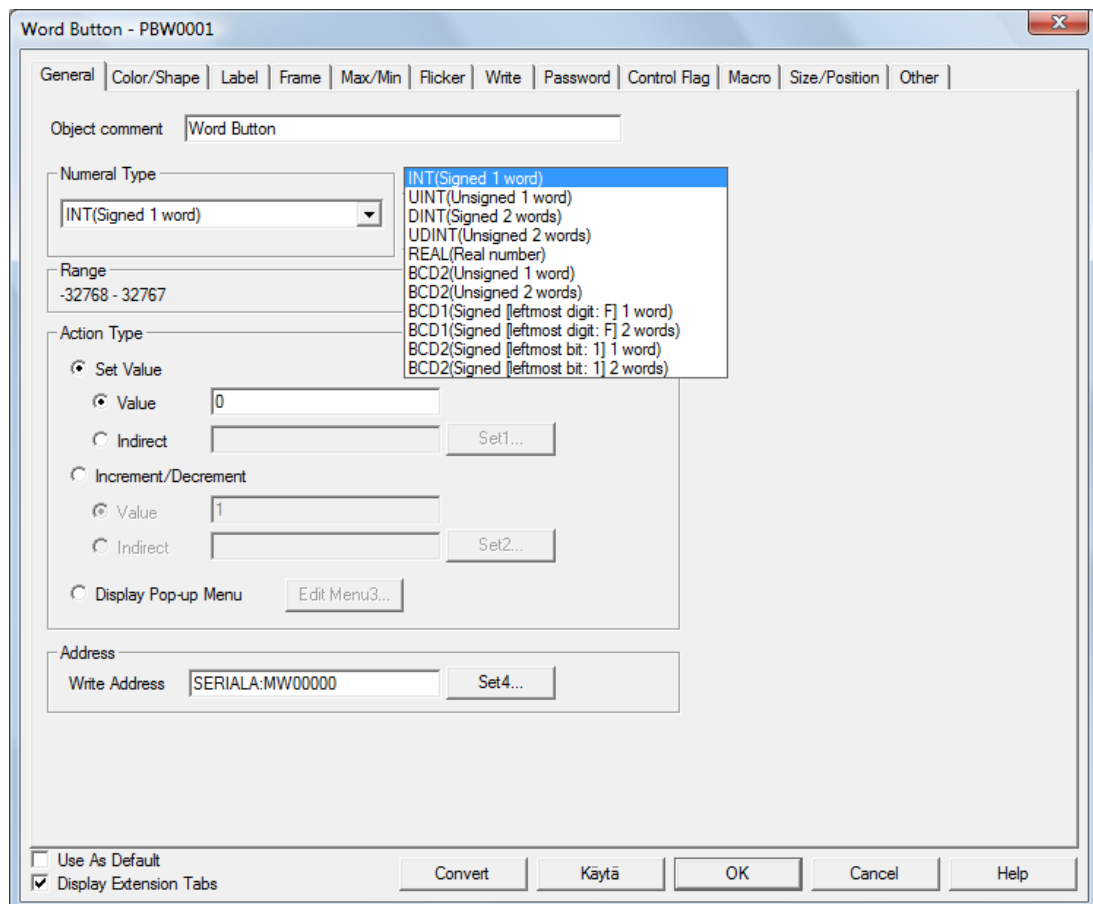 Word Button - PBW0001
General Color/Shape Label Frame Max/Min Flicker Write Password Control Flag Macro Size/Position Other
Object comment Word Button
Numeral Type
INT(Signed 1 word)
INT(Signed 1 word)
UINT(Unsigned 1 word)
DINT(Signed 2 words)
UDINT(Unsigned 2 words)
REAL(Real number)
BCD2(Unsigned 1 word)
BCD2(Unsigned 2 words)
BCD1(Signed [leftmost digit: F] 1 word)
BCD1(Signed [leftmost digit: F] 2 words)
BCD2(Signed [leftmost bit: 1] 1 word)
BCD2(Signed [leftmost bit: 1] 2 words)
Range
-32768 - 32767
Action Type
Set Value
Value 0
Indirect Set1...
Increment/Decrement
Value 1
Indirect Set2...
Display Pop-up Menu Edit Menu3...
Address
Write Address SERIALA:MW00000 Set4...
Use As Default
Display Extension Tabs
Convert Käytä OK Cancel Help